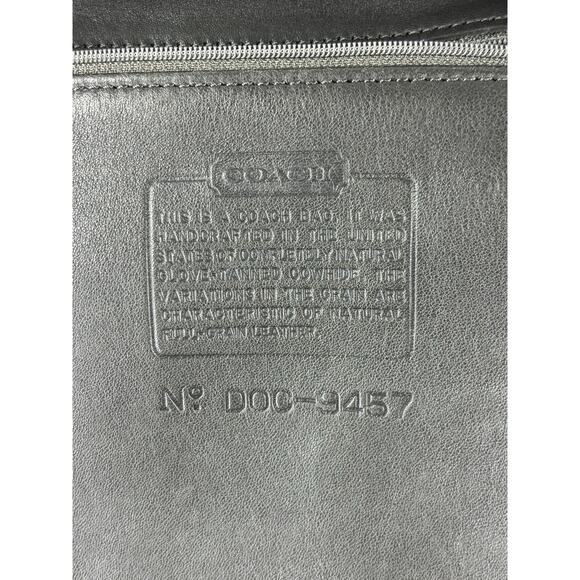 COACH
THIS IS A COACH BAG. IT WAS
HANDCRAFTED IN THE UNITED
STATES OF COMPLETELY NATURAL
GLOVE-TANNED COWHIDE. THE
VARIATIONS IN THE GRAIN ARE
CHARACTERISTIC OF NATURAL
FULL-GRAIN LEATHER.
Nº DOC-9457